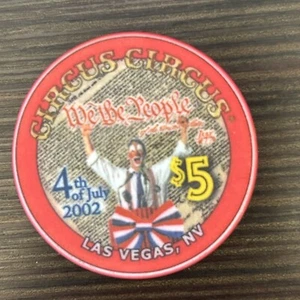 CIRCUS CIRCUS
We the People
4th
of July
2002
$5
LAS VEGAS, NV